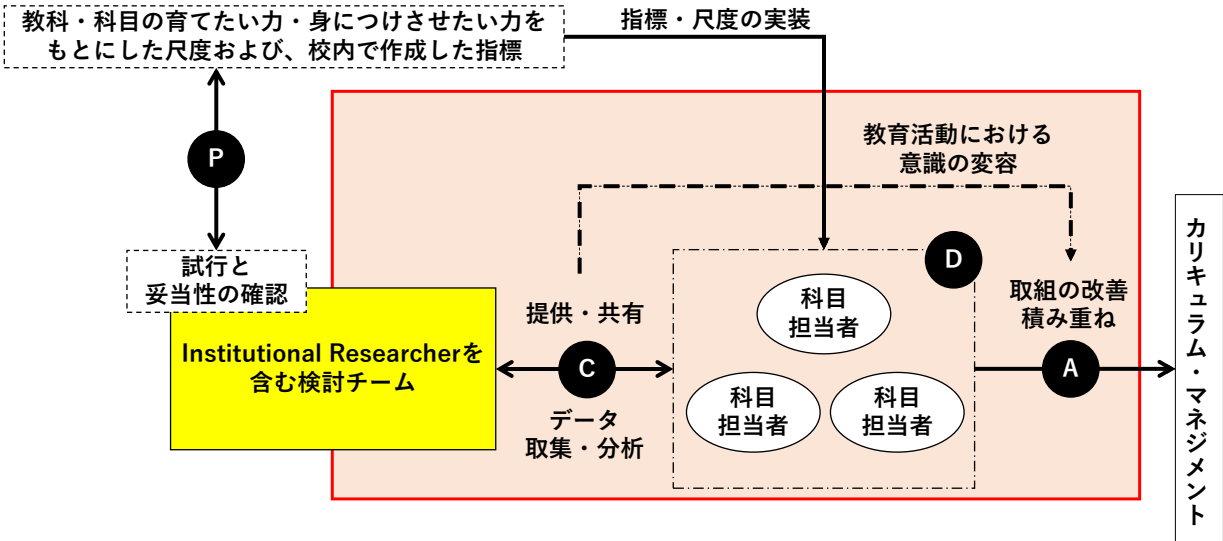 教科・科目の育てたい力・身につけさせたい力を
もとにした尺度および、校内で作成した指標
指標・尺度の実装
P
教育活動における
意識の変容
試行と
妥当性の確認
D
提供・共有
科目
担当者
取組の改善
積み重ね
Institutional Researcherを
含む検討チーム
C
A
科目
担当者
科目
担当者
データ
取集・分析
カリキュラム・マネジメント